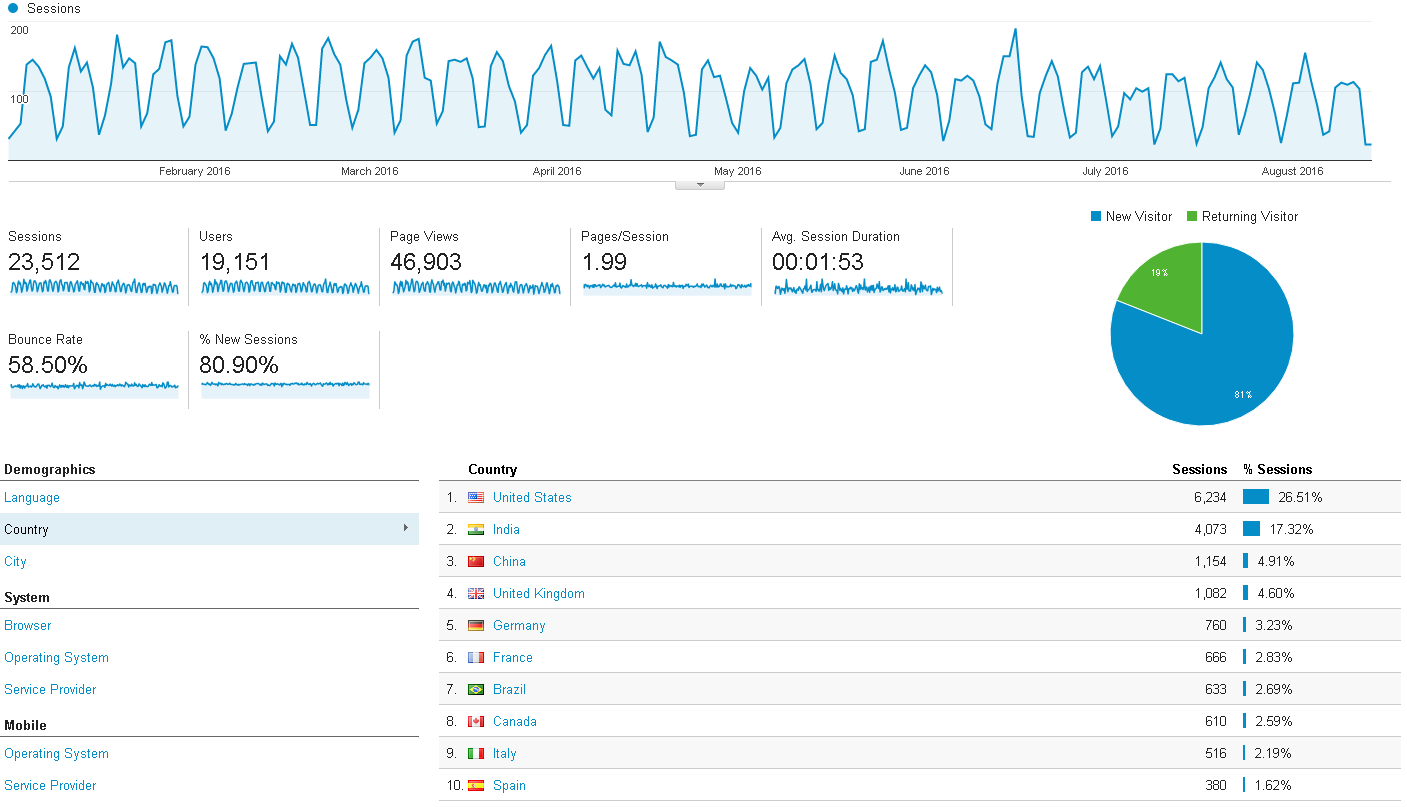 Sessions
200
100
February 2016 March 2016 April 2016 May 2016 June 2016 July 2016 August 2016
New Visitor Returning Visitor
Sessions Users Page Views Pages/Session Avg. Session Duration
23,512 19,151 46,903 1.99 00:01:53
19%
81%
Bounce Rate % New Sessions
58.50% 80.90%
Demographics
Language
Country
City
System
Browser
Operating System
Service Provider
Mobile
Operating System
Service Provider
Country Sessions % Sessions
1. United States 6,234 26.51%
2. India 4,073 17.32%
3. China 1,154 4.91%
4. United Kingdom 1,082 4.60%
5. Germany 760 3.23%
6. France 666 2.83%
7. Brazil 633 2.69%
8. Canada 610 2.59%
9. Italy 516 2.19%
10. Spain 380 1.62%